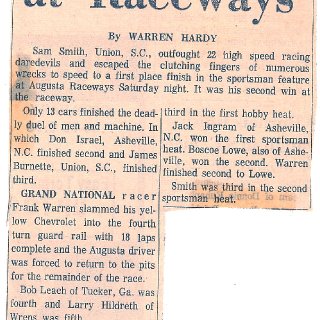 at Raceways
By WARREN HARDY
Sam Smith, Union, S.C., outfought 22 high speed racing
daredevils and escaped the clutching fingers of numerous
wrecks to speed to a first place finish in the sportsman feature
at Augusta Raceways Saturday night. It was his second win at
the raceway.
Only 13 cars finished the dead-
ly duel of men and machine. In
which Don Israel, Asheville,
N.C. finished second and James
Burnette, Union, S.C., finished
third.
GRAND NATIONAL racer
Frank Warren slammed his yel-
low Chevrolet into the fourth
turn guard rail with 18 laps
complete and the Augusta driver
was forced to return to the pits
for the remainder of the race.
Bob Leach of Tucker, Ga. was
fourth and Larry Hildreth of
Wrens was fifth.
third in the first hobby heat.
Jack Ingram of Asheville,
N.C. won the first sportsman
heat. Boscoe Lowe, also of Ashe-
ville, won the second. Warren
finished second to Lowe.
Smith was third in the second
sportsman heat.